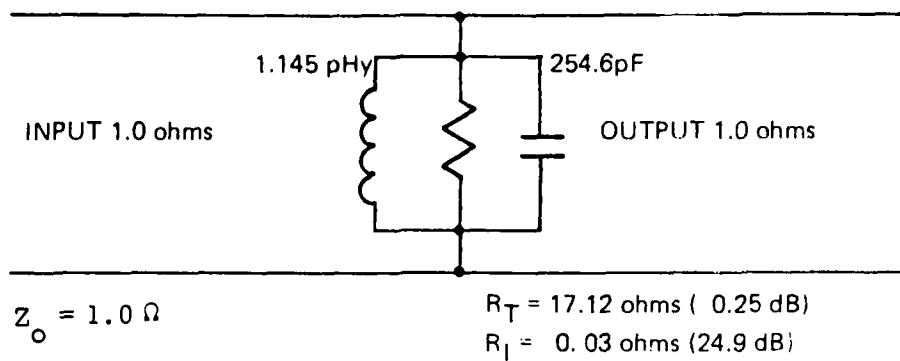 1.145 pHy 254.6pF
INPUT 1.0 ohms OUTPUT 1.0 ohms
Z₀ = 1.0 Ω
R_T = 17.12 ohms ( 0.25 dB)
R_I = 0.03 ohms (24.9 dB)